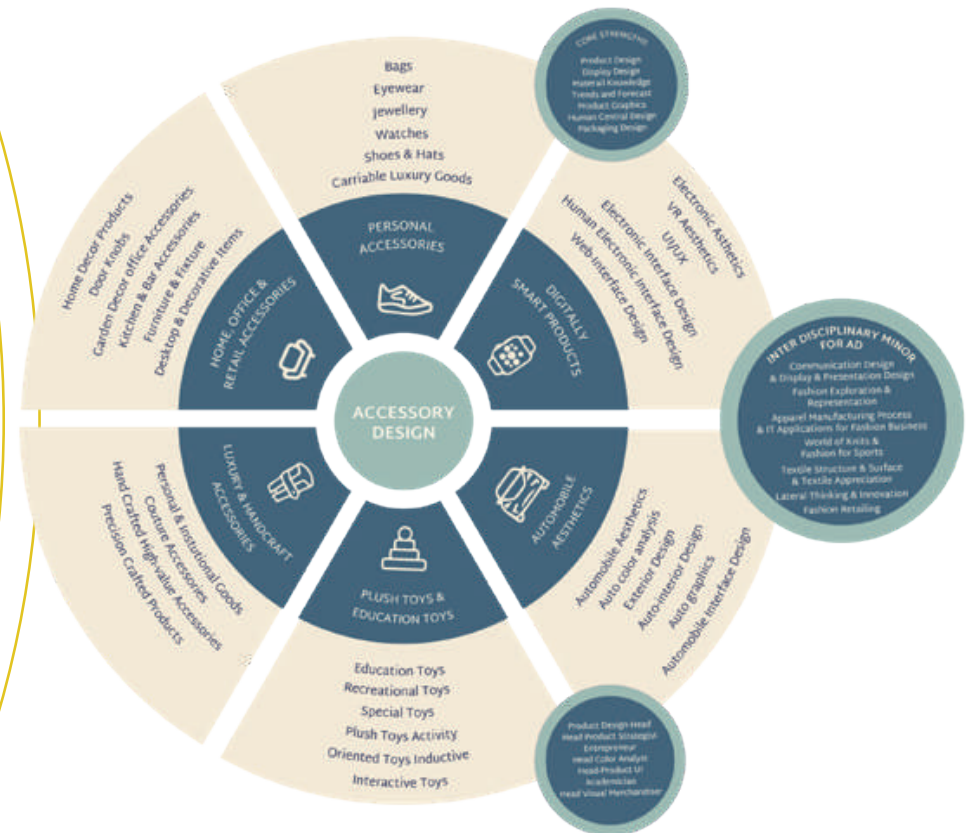 CORE STRENGTHS
Product Design
Display Design
Materail Knowledge
Trends and Forecast
Product Graphics
Human Central Design
Packaging Design
Bags
Eyewear
Jewellery
Watches
Shoes & Hats
Carriable Luxury Goods
PERSONAL
ACCESSORIES
Home Decor Products
Door Knobs
Garden Decor office Accessories
Kitchen & Bar Accessories
Furniture & Fixture
Desktop & Decorative Items
HOME, OFFICE &
RETAIL ACCESSORIES
Electronic Asthetics
VR Aesthetics
UI/UX
Electronic Interface Design
Human Electronic Interface Design
Web-Interface Design
DIGITALLY
SMART PRODUCTS
ACCESSORY
DESIGN
INTER DISCIPLINARY MINOR
FOR AD
Communication Design
& Display & Presentation Design
Fashion Exploration &
Representation
Apparel Manufacturing Process
& IT Applications for Fashion Business
World of Knits &
Fashion for Sports
Textile Structure & Surface
& Textile Appreciation
Lateral Thinking & Innovation
Fashion Retailing
LUXURY & HANDCRAFT
ACCESSORIES
Personal & Instutional Goods
Couture Accessories
Hand Crafted High-value Accessories
Precision Crafted Products
AUTOMOBILE
AESTHETICS
Automobile Aesthetics
Auto color analysis
Exterior Design
Auto-interior Design
Auto graphics
Automobile Interface Design
PLUSH TOYS &
EDUCATION TOYS
Education Toys
Recreational Toys
Special Toys
Plush Toys Activity
Oriented Toys Inductive
Interactive Toys
Product Design Head
Head Product Strategist
Entrepreneur
Head Color Analyst
Head-Product UI
Academician
Head Visual Merchandiser